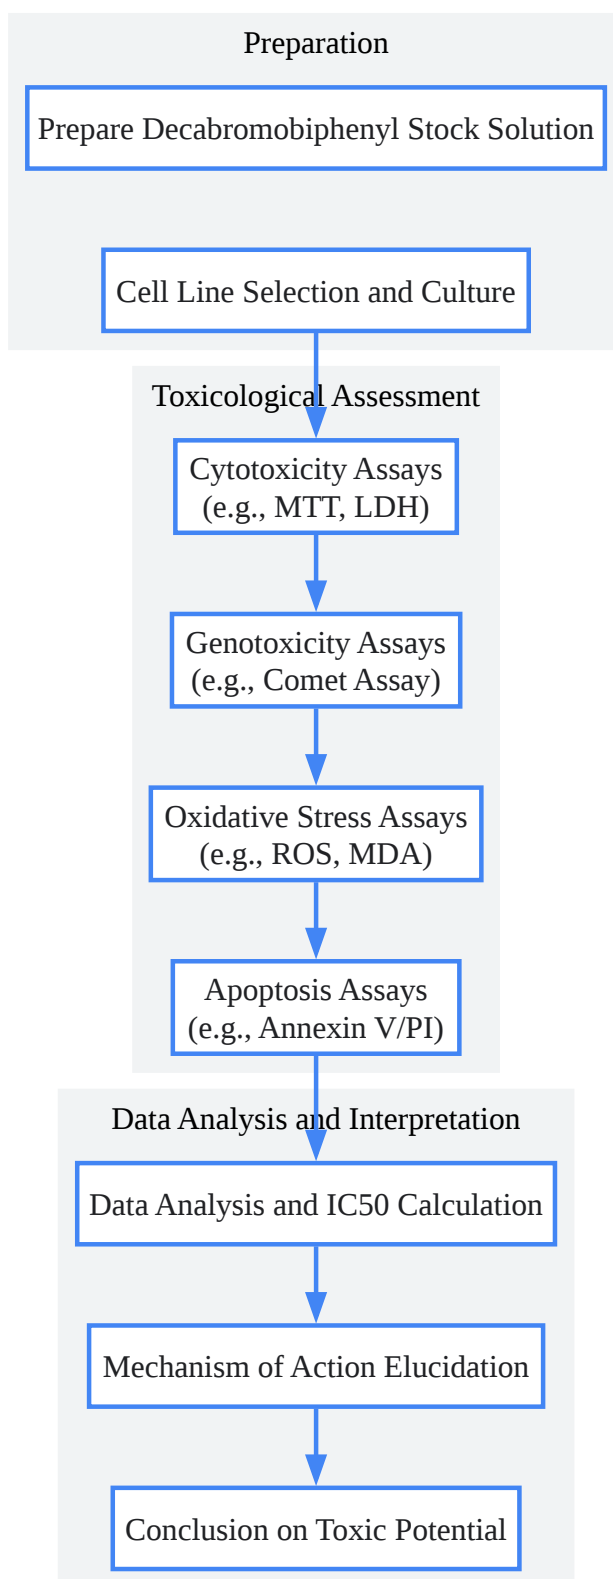 Preparation
Prepare Decabromobiphenyl Stock Solution
Cell Line Selection and Culture
Toxicological Assessment
Cytotoxicity Assays
(e.g., MTT, LDH)
Genotoxicity Assays
(e.g., Comet Assay)
Oxidative Stress Assays
(e.g., ROS, MDA)
Apoptosis Assays
(e.g., Annexin V/PI)
Data Analysis and Interpretation
Data Analysis and IC50 Calculation
Mechanism of Action Elucidation
Conclusion on Toxic Potential